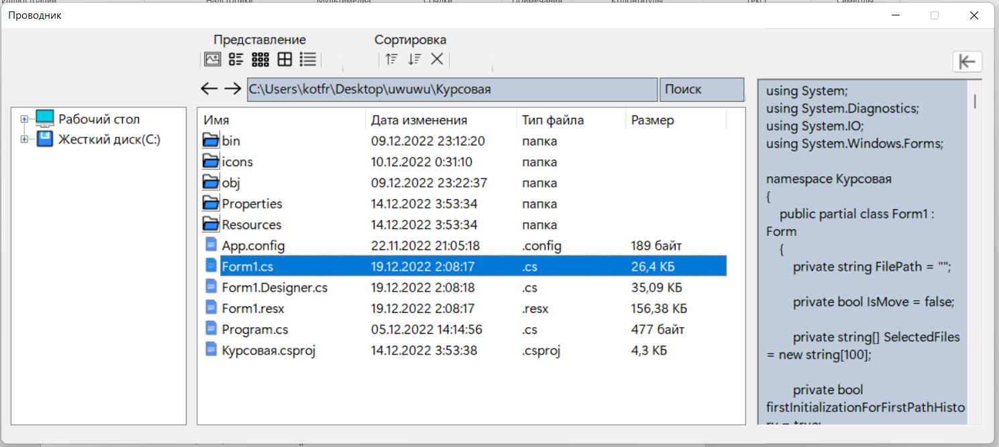 Иллюстрации Надстройки Мультимедиа Ссылки Примечания Колонтитулы Текст Символы
Проводник
Представление
Сортировка
C:\Users\kotfr\Desktop\uwuwu\Курсовая
Поиск
Рабочий стол
Жесткий диск(C:)
Имя Дата изменения Тип файла Размер
bin 09.12.2022 23:12:20 папка
icons 10.12.2022 0:31:10 папка
obj 09.12.2022 23:22:37 папка
Properties 14.12.2022 3:53:34 папка
Resources 14.12.2022 3:53:34 папка
App.config 22.11.2022 21:05:18 .config 189 байт
Form1.cs 19.12.2022 2:08:17 .cs 26,4 КБ
Form1.Designer.cs 19.12.2022 2:08:18 .cs 35,09 КБ
Form1.resx 19.12.2022 2:08:17 .resx 156,38 КБ
Program.cs 05.12.2022 14:14:56 .cs 477 байт
Курсовая.csproj 14.12.2022 3:53:38 .csproj 4,3 КБ
using System;
using System.Diagnostics;
using System.IO;
using System.Windows.Forms;
namespace Курсовая
{
public partial class Form1 :
Form
{
private string FilePath = "";
private bool IsMove = false;
private string[] SelectedFiles
= new string[100];
private bool
firstInitializationForFirstPathHisto
ry = true;